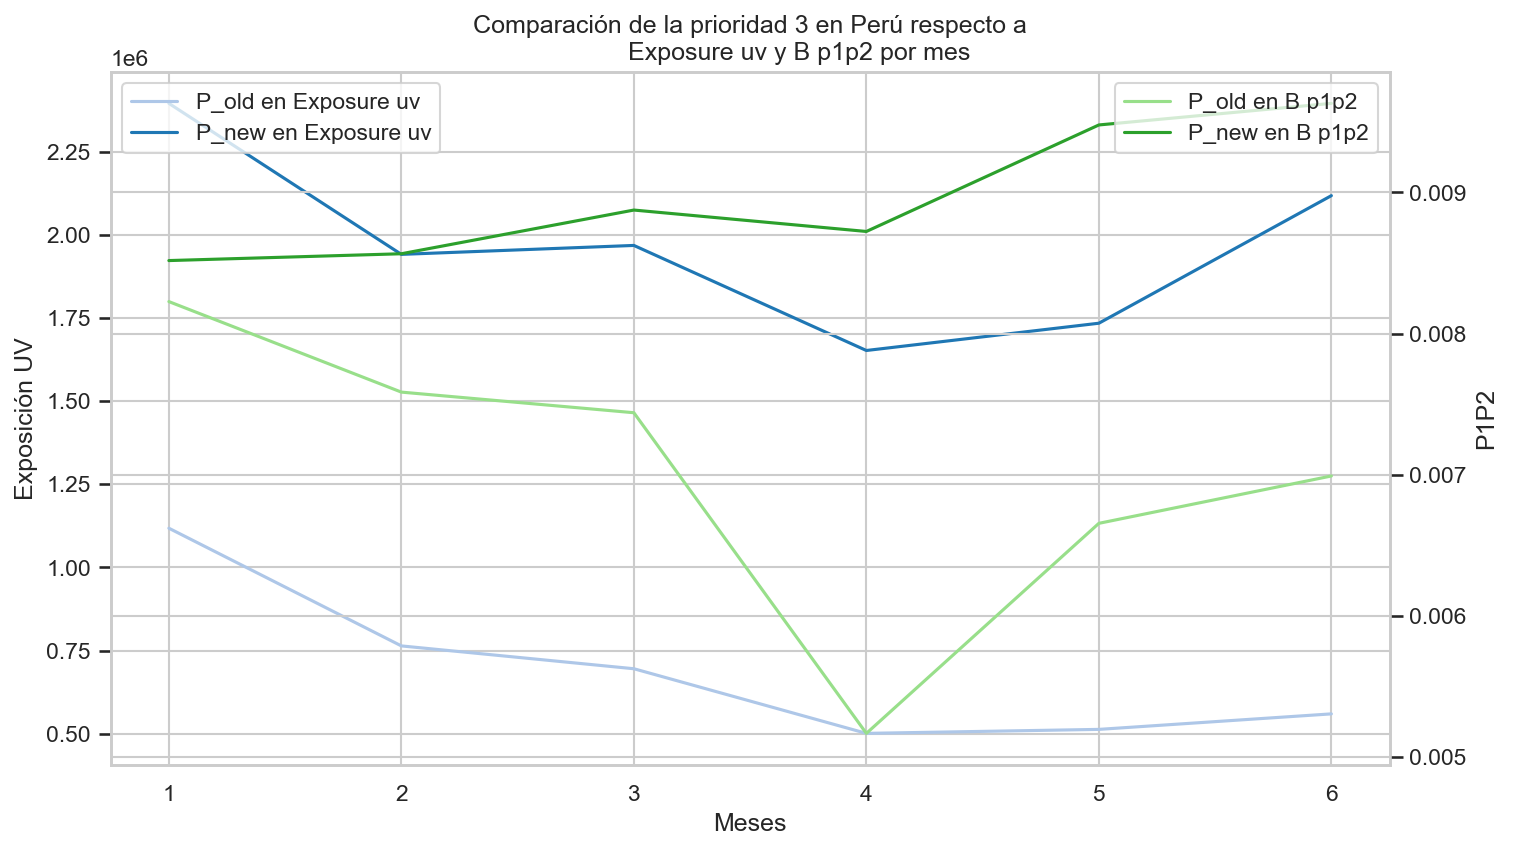 Comparación de la prioridad 3 en Perú respecto a
Exposure uv y B p1p2 por mes
1e6
P_old en Exposure uv
P_new en Exposure uv
P_old en B p1p2
P_new en B p1p2
Exposición UV
2.25
2.00
1.75
1.50
1.25
1.00
0.75
0.50
P1P2
0.009
0.008
0.007
0.006
0.005
1 2 3 4 5 6
Meses